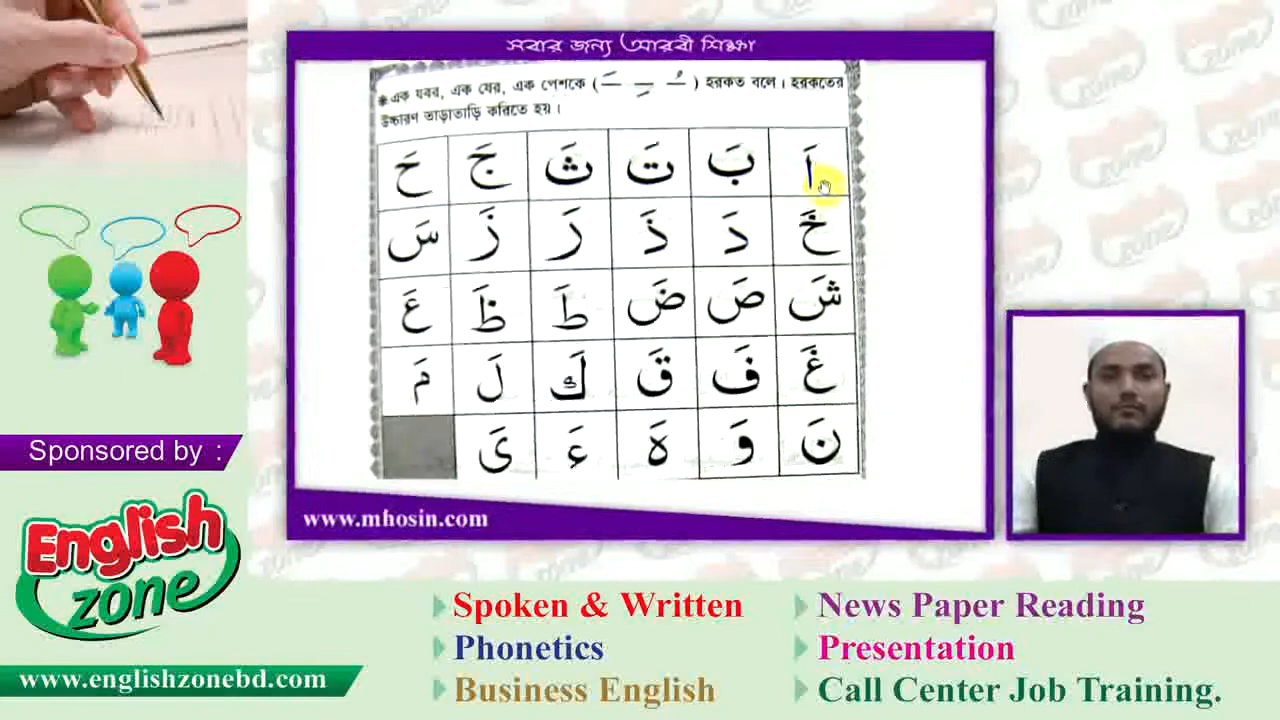 সবার জন্য আরবী শিক্ষা
※এক যবর, এক যের, এক পেশকে (َ ِ ُ) হরকত বলে। হরকতের
উচ্চারণ তাড়াতাড়ি করিতে হয়।
اَ بَ تَ ثَ جَ حَ
خَ دَ ذَ رَ زَ سَ
شَ صَ ضَ طَ ظَ عَ
غَ فَ قَ كَ لَ مَ
نَ وَ هَ ءَ ىَ
www.mhosin.com
Sponsored by :
English
zone
www.englishzonebd.com
Spoken & Written
Phonetics
Business English
News Paper Reading
Presentation
Call Center Job Training.